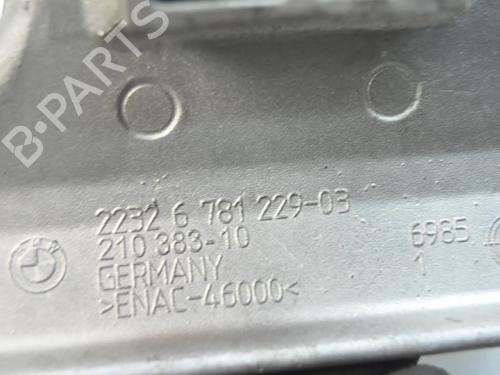 B-PARTS
2232 6 781 229-03
210 383-10
GERMANY
>ENAC-46000<
6985
1